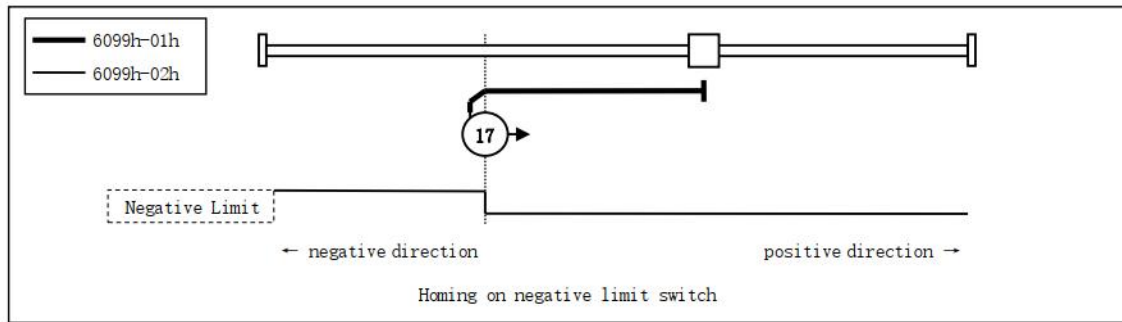 6099h-01h
6099h-02h
17
Negative Limit
← negative direction
positive direction →
Homing on negative limit switch